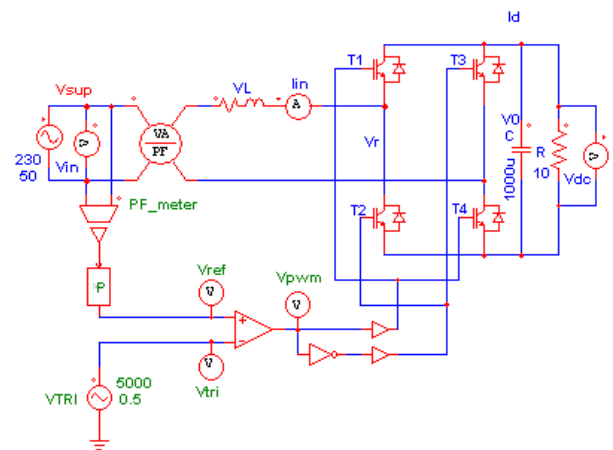 Id
T1
T3
VL
Iin
Vsup
A
V0
C
VA
PF
V
Vr
R
10
1000u
V
Vdc
230
50
Vin
T2
T4
PF_meter
P
Vref
V
Vpwm
V
V
Vtri
VTRI
5000
0.5